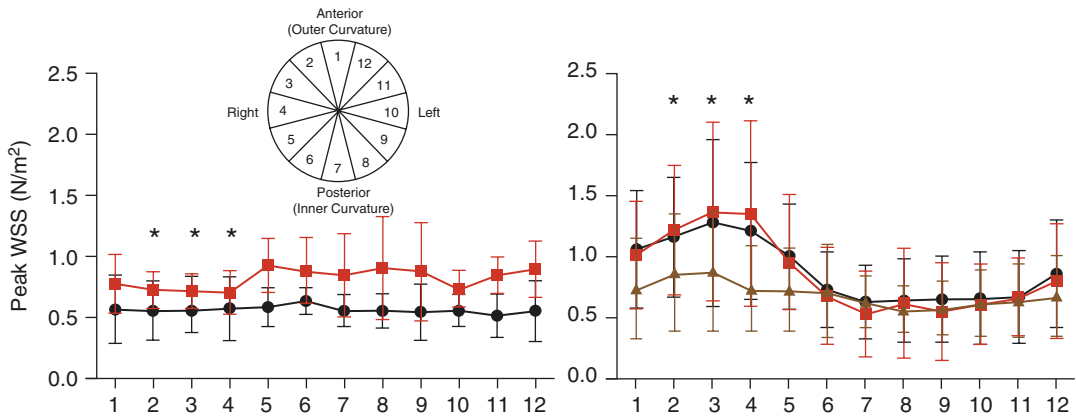 Anterior
(Outer Curvature)
1
12
11
10
9
8
7
6
5
4
3
2
Right
Left
Posterior
(Inner Curvature)
Peak WSS (N/m²)
2.5
2.0
1.5
1.0
0.5
0.0
* * *
1 2 3 4 5 6 7 8 9 10 11 12
2.5
2.0
1.5
1.0
0.5
0.0
* * *
1 2 3 4 5 6 7 8 9 10 11 12